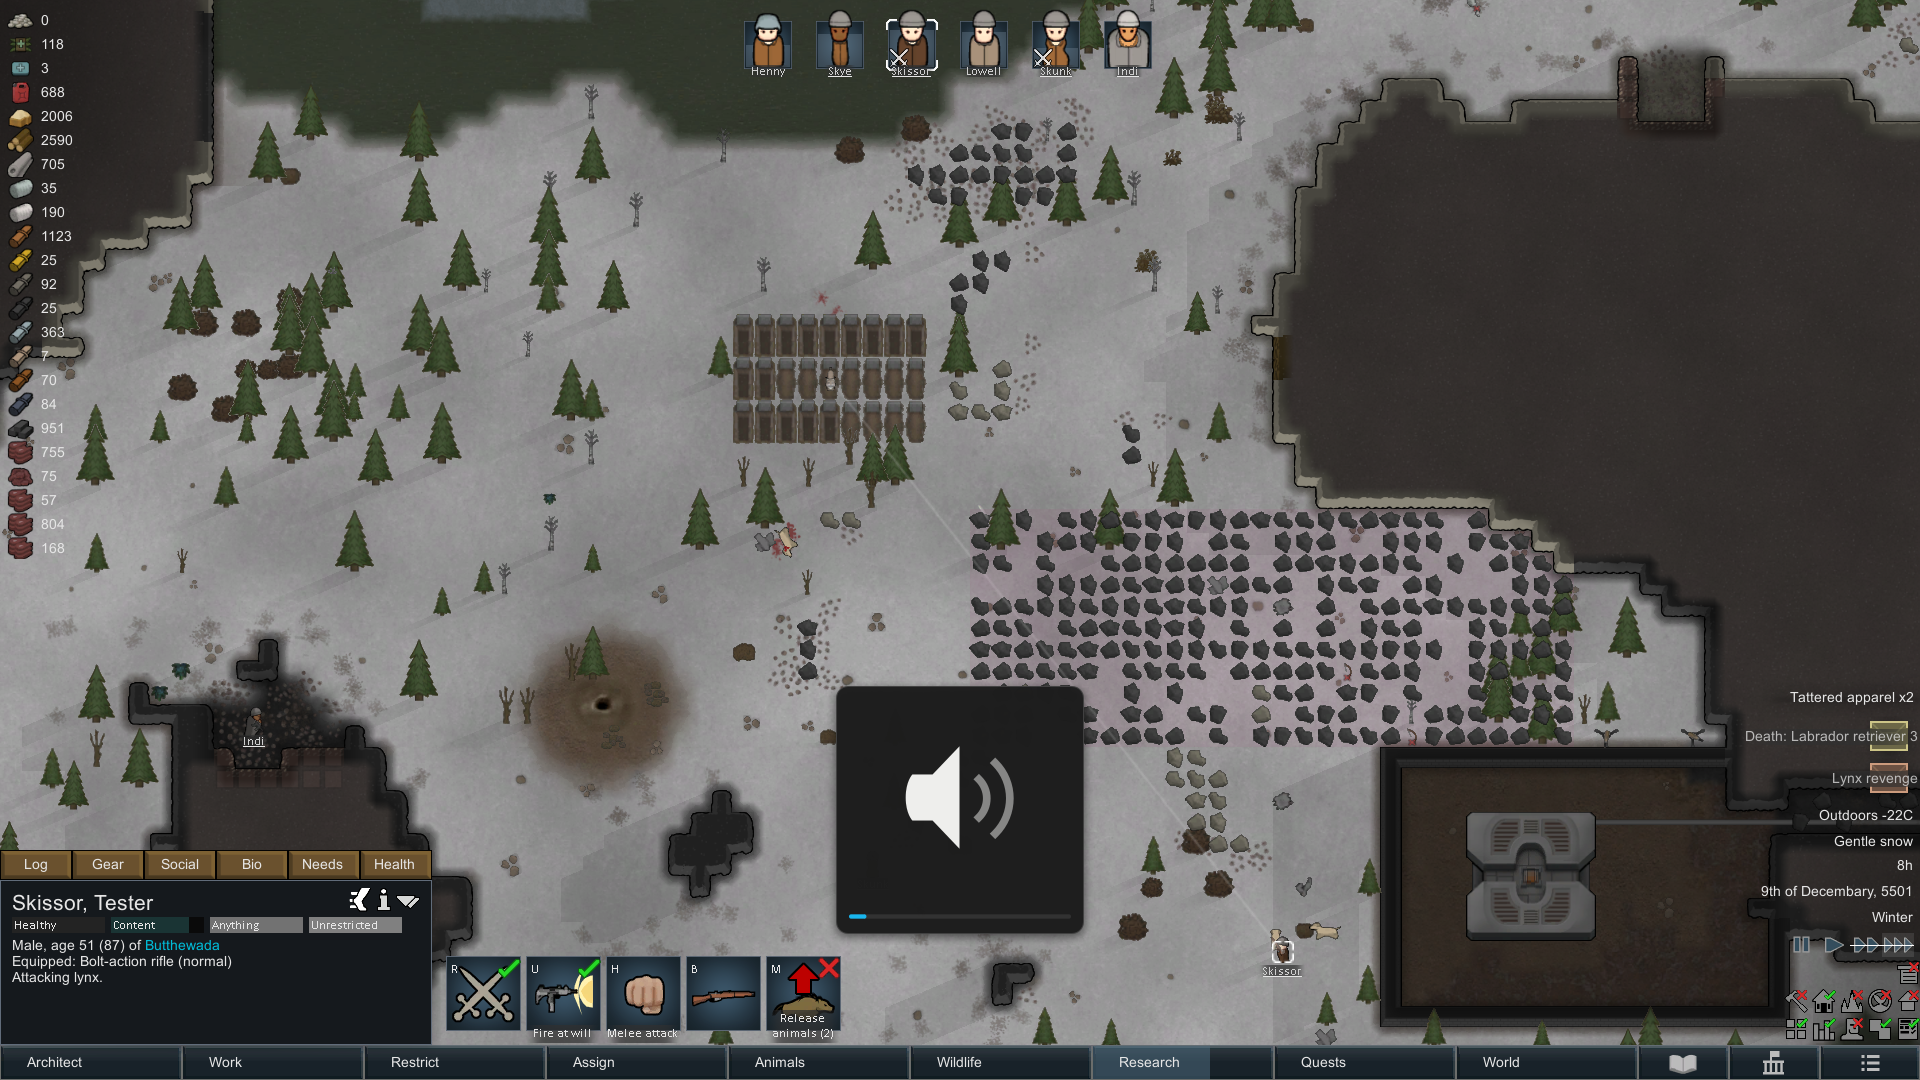 0
118
3
688
2006
2590
705
35
190
1123
25
92
25
363
7
70
84
951
755
75
57
804
168
Henny
Skye
Skissor
Lowell
Skunk
Indi
Indi
Skissor
Tattered apparel x2
Death: Labrador retriever 3
Lynx revenge
Outdoors -22C
Gentle snow
8h
9th of Decembary, 5501
Winter
Log Gear Social Bio Needs Health
Skissor, Tester
Healthy Content Anything Unrestricted
Male, age 51 (87) of Butthewada
Equipped: Bolt-action rifle (normal)
Attacking lynx.
R
U
Fire at will
H
Melee attack
B
M
Release
animals (2)
Architect Work Restrict Assign Animals Wildlife Research Quests World